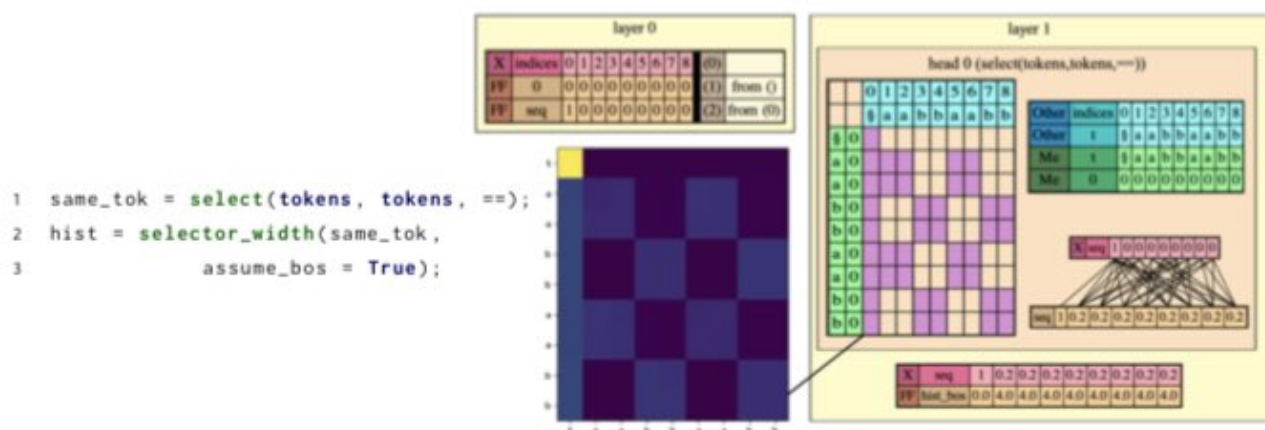 1 same_tok = select(tokens, tokens, ==);
2 hist = selector_width(same_tok,
3 assume_bos = True);
layer 0
X indices 0 1 2 3 4 5 6 7 8 (0)
FF 0 0 0 0 0 0 0 0 0 0 (1) from ()
FF seq 1 0 0 0 0 0 0 0 0 (2) from (0)
layer 1
head 0 (select(tokens,tokens,==))
0 1 2 3 4 5 6 7 8
§ a a b b a a b b
§ 0
a 0
a 0
b 0
b 0
a 0
a 0
b 0
b 0
Other indices 0 1 2 3 4 5 6 7 8
Other t § a a b b a a b b
Me t § a a b b a a b b
Me 0 0 0 0 0 0 0 0 0 0
X seq 1 0 0 0 0 0 0 0 0
seq 1 0.2 0.2 0.2 0.2 0.2 0.2 0.2 0.2
X seq 1 0.2 0.2 0.2 0.2 0.2 0.2 0.2 0.2
FF hist_bos 0.0 4.0 4.0 4.0 4.0 4.0 4.0 4.0 4.0